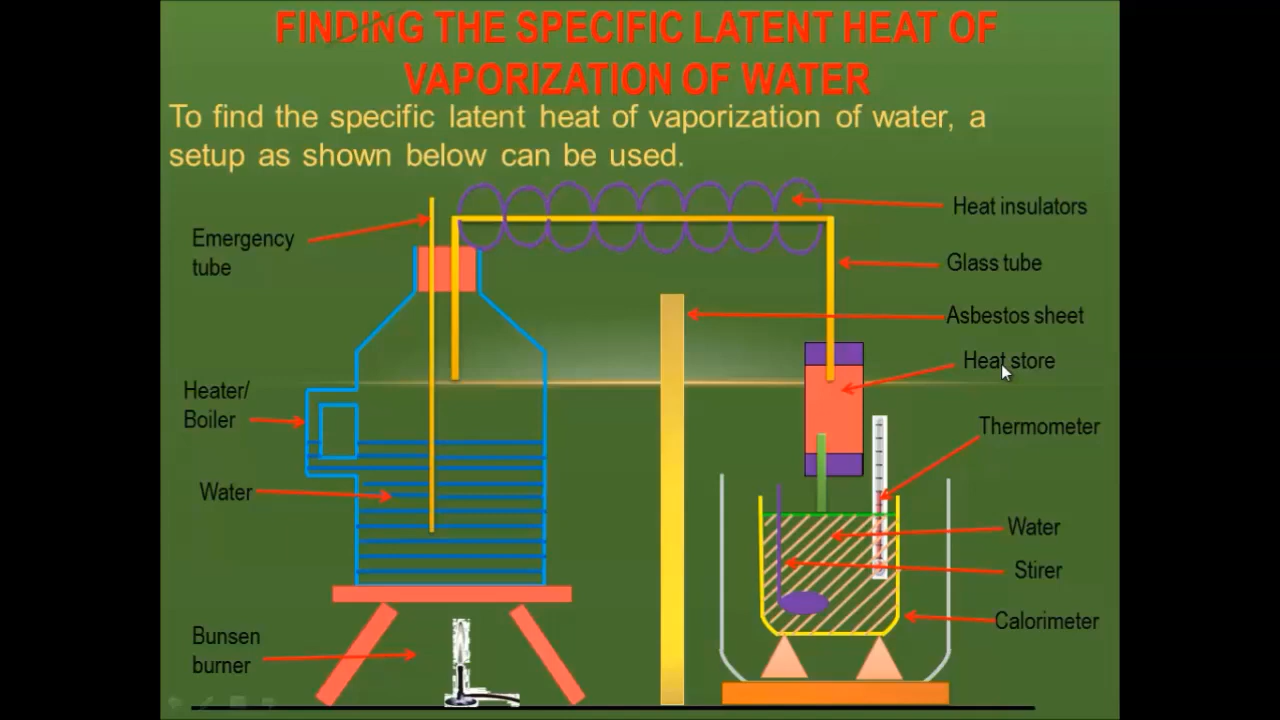 FINDING THE SPECIFIC LATENT HEAT OF
VAPORIZATION OF WATER
To find the specific latent heat of vaporization of water, a
setup as shown below can be used.
Heat insulators
Emergency
tube
Glass tube
Asbestos sheet
Heat store
Heater/
Boiler
Thermometer
Water
Water
Stirer
Calorimeter
Bunsen
burner